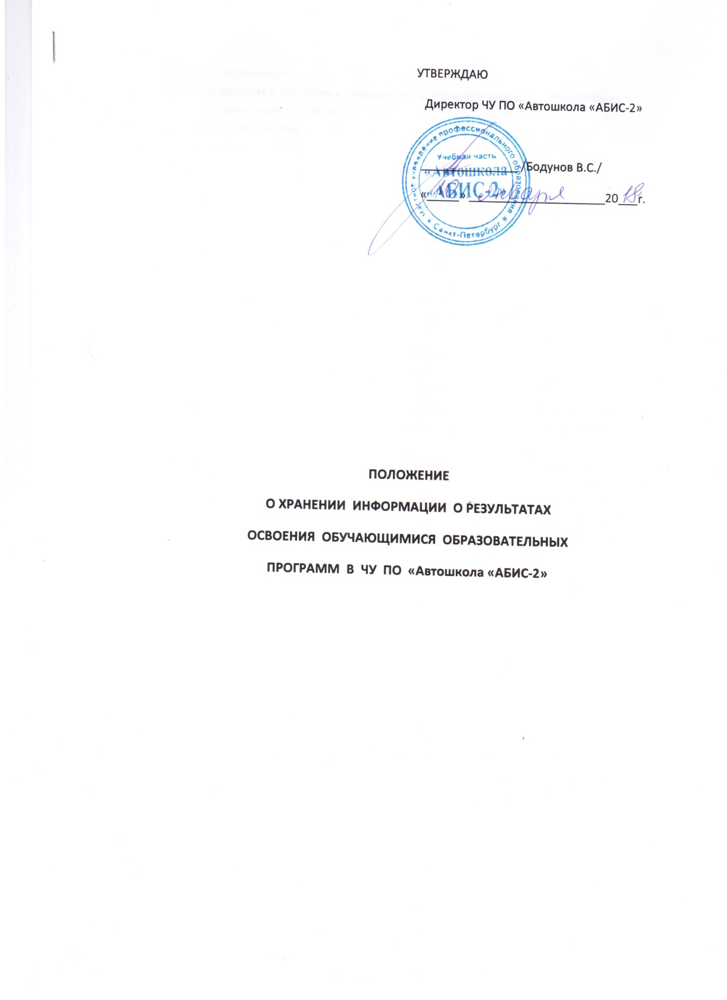 УТВЕРЖДАЮ
Директор ЧУ ПО «Автошкола «АБИС-2»
Частное учреждение профессионального образования
Учебная часть
«Автошкола
«АБИС-2»
* Санкт-Петербург *
/Бодунов В.С./
«10» января 2018г.
ПОЛОЖЕНИЕ
О ХРАНЕНИИ ИНФОРМАЦИИ О РЕЗУЛЬТАТАХ
ОСВОЕНИЯ ОБУЧАЮЩИМИСЯ ОБРАЗОВАТЕЛЬНЫХ
ПРОГРАММ В ЧУ ПО «Автошкола «АБИС-2»